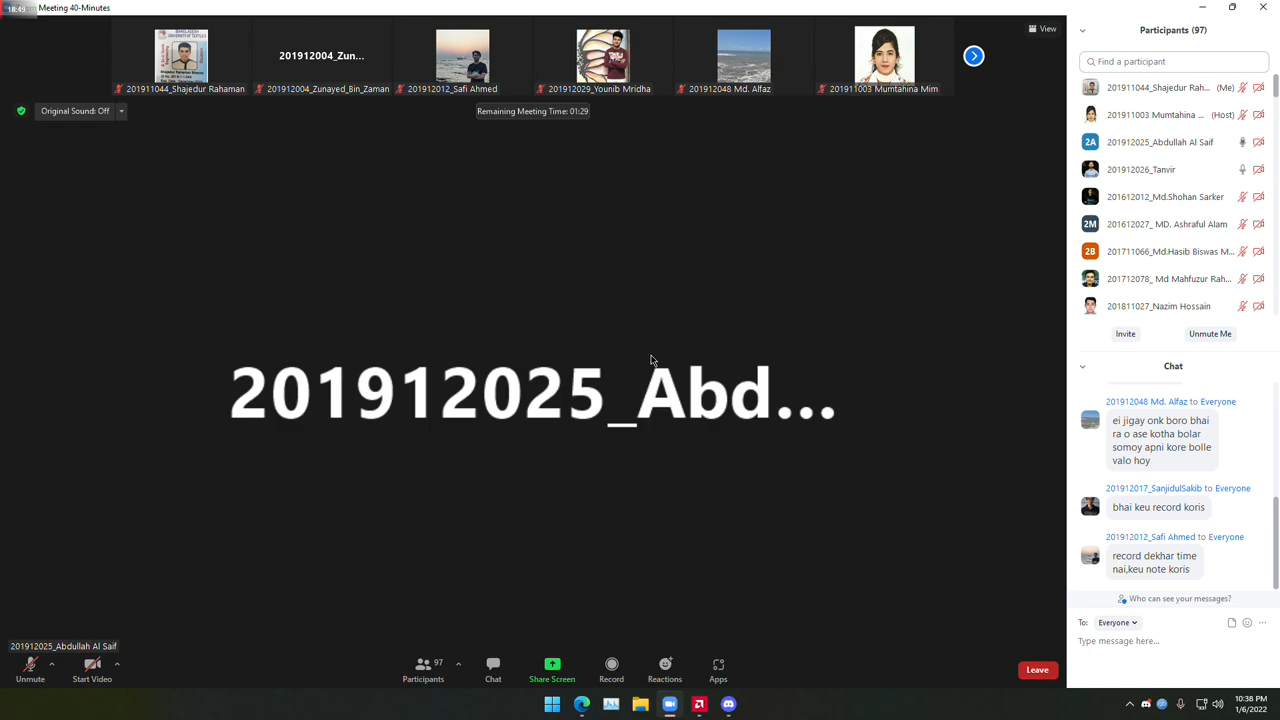 18:49
Meeting 40-Minutes
BANGLADESH
UNIVERSITY OF TEXTILES
201912004_Zun...
201911044_Shajedur Rahaman
201912004_Zunayed_Bin_Zaman
201912012_Safi Ahmed
201912029_Younib Mridha
201912048 Md. Alfaz
201911003 Mumtahina Mim
View
Original Sound: Off
Remaining Meeting Time: 01:29
201912025_Abd...
201912025_Abdullah Al Saif
Unmute
Start Video
97
Participants
Chat
Share Screen
Record
Reactions
Apps
Leave
Participants (97)
Find a participant
201911044_Shajedur Rah... (Me)
201911003 Mumtahina ... (Host)
2A 201912025_Abdullah Al Saif
201912026_Tanvir
201612012_Md.Shohan Sarker
2M 201612027_ MD. Ashraful Alam
2B 201711066_Md.Hasib Biswas M...
201712078_ Md Mahfuzur Rah...
201811027_Nazim Hossain
Invite
Unmute Me
Chat
201912048 Md. Alfaz to Everyone
ei jigay onk boro bhai
ra o ase kotha bolar
somoy apni kore bolle
valo hoy
201912017_SanjidulSakib to Everyone
bhai keu record koris
201912012_Safi Ahmed to Everyone
record dekhar time
nai,keu note koris
Who can see your messages?
To: Everyone
Type message here...
10:38 PM
1/6/2022